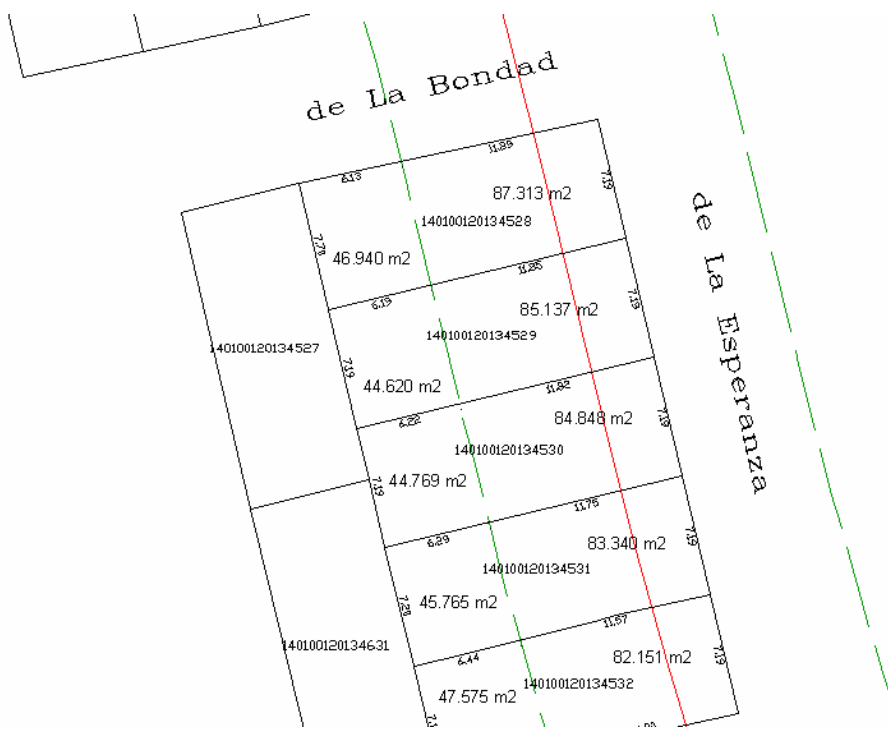 de La Bondad
6.13
11.89
7.19
87.313 m2
140100120134528
7.78
46.940 m2
de La Esperanza
6.19
11.85
7.19
85.137 m2
140100120134529
140100120134527
7.19
44.620 m2
6.22
11.82
7.19
84.848 m2
140100120134530
7.19
44.769 m2
6.29
11.75
7.19
83.340 m2
140100120134531
7.28
45.765 m2
6.44
11.57
7.19
82.151 m2
140100120134631
140100120134532
47.575 m2